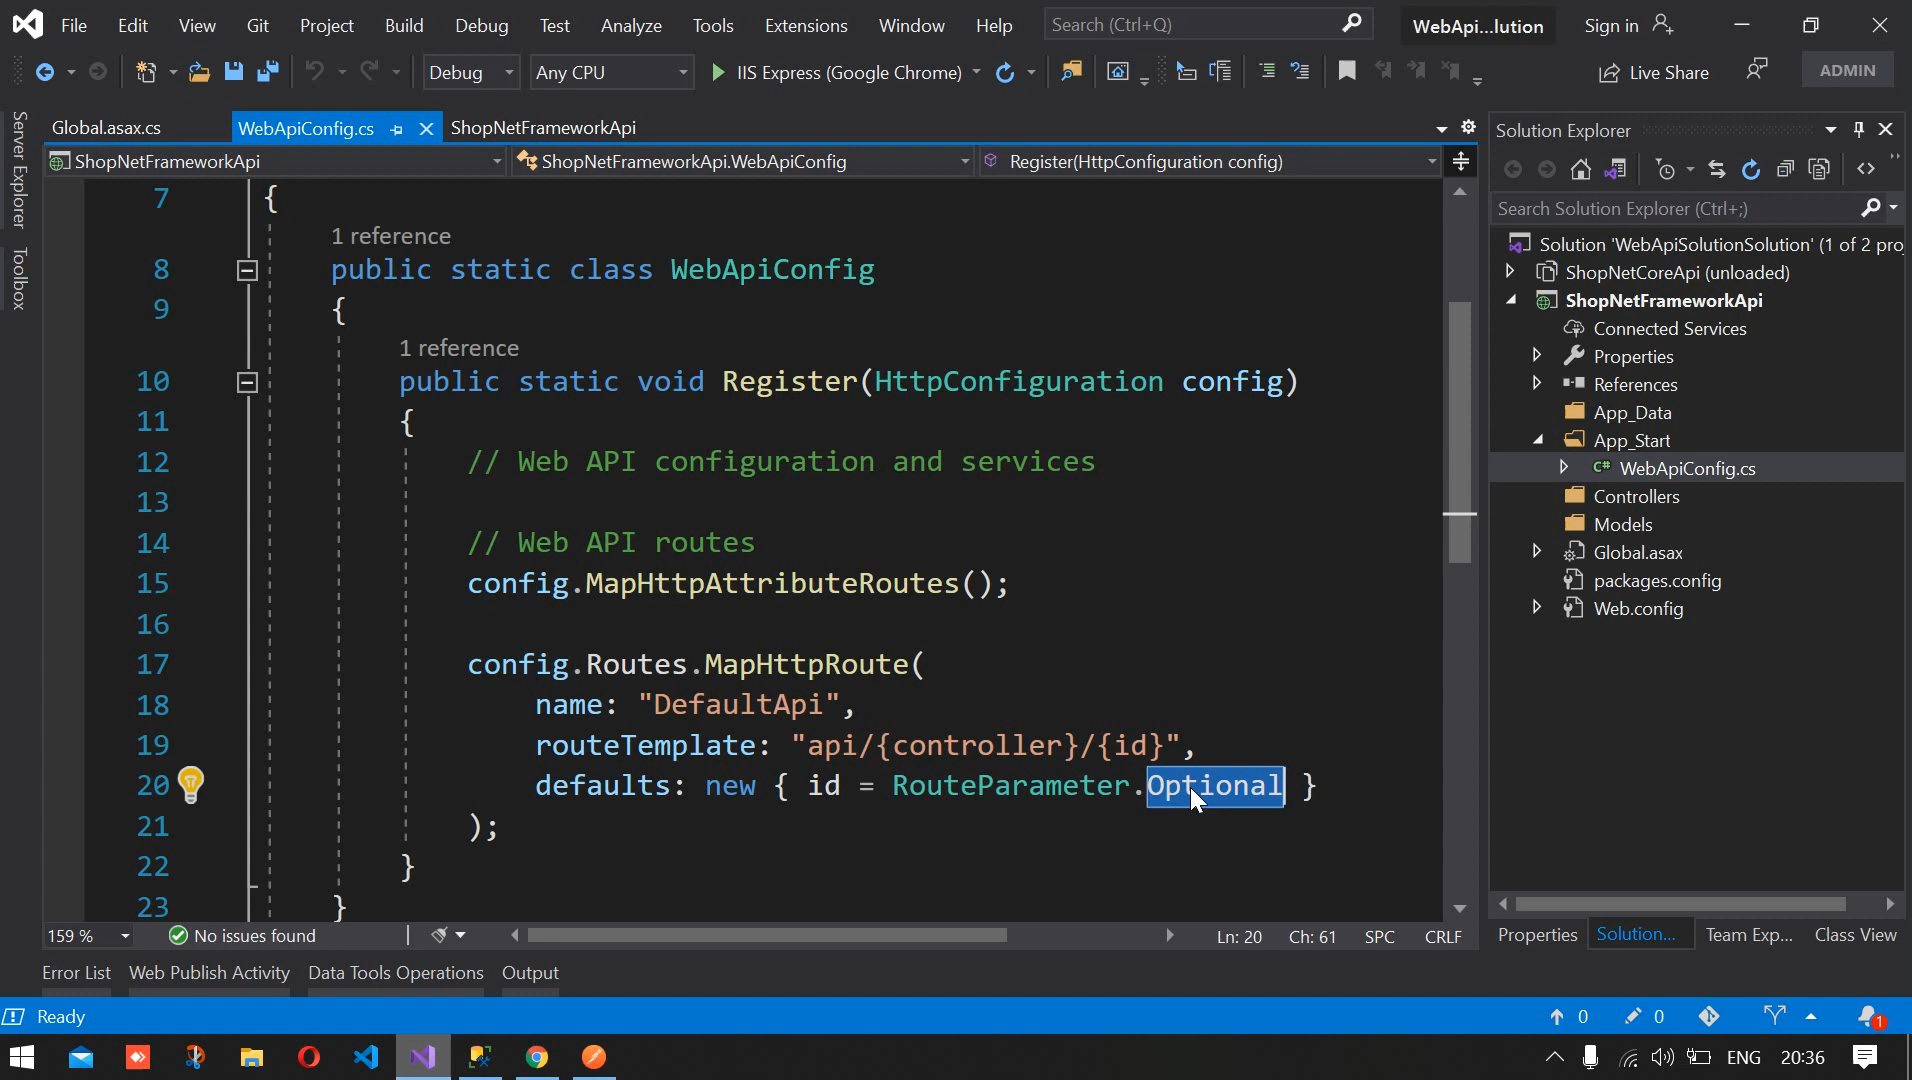 File Edit View Git Project Build Debug Test Analyze Tools Extensions Window Help Search (Ctrl+Q) WebApi...lution Sign in
Debug Any CPU IIS Express (Google Chrome) Live Share ADMIN
Server Explorer
Toolbox
Global.asax.cs WebApiConfig.cs ShopNetFrameworkApi
ShopNetFrameworkApi ShopNetFrameworkApi.WebApiConfig Register(HttpConfiguration config)
7 {
1 reference
8 public static class WebApiConfig
9 {
1 reference
10 public static void Register(HttpConfiguration config)
11 {
12 // Web API configuration and services
13
14 // Web API routes
15 config.MapHttpAttributeRoutes();
16
17 config.Routes.MapHttpRoute(
18 name: "DefaultApi",
19 routeTemplate: "api/{controller}/{id}",
20 defaults: new { id = RouteParameter.Optional }
21 );
22 }
23 }
159 % No issues found Ln: 20 Ch: 61 SPC CRLF
Solution Explorer
Search Solution Explorer (Ctrl+;)
Solution 'WebApiSolutionSolution' (1 of 2 pro
ShopNetCoreApi (unloaded)
ShopNetFrameworkApi
Connected Services
Properties
References
App_Data
App_Start
C# WebApiConfig.cs
Controllers
Models
Global.asax
packages.config
Web.config
Properties Solution... Team Exp... Class View
Error List Web Publish Activity Data Tools Operations Output
Ready 0 0 1
ENG 20:36